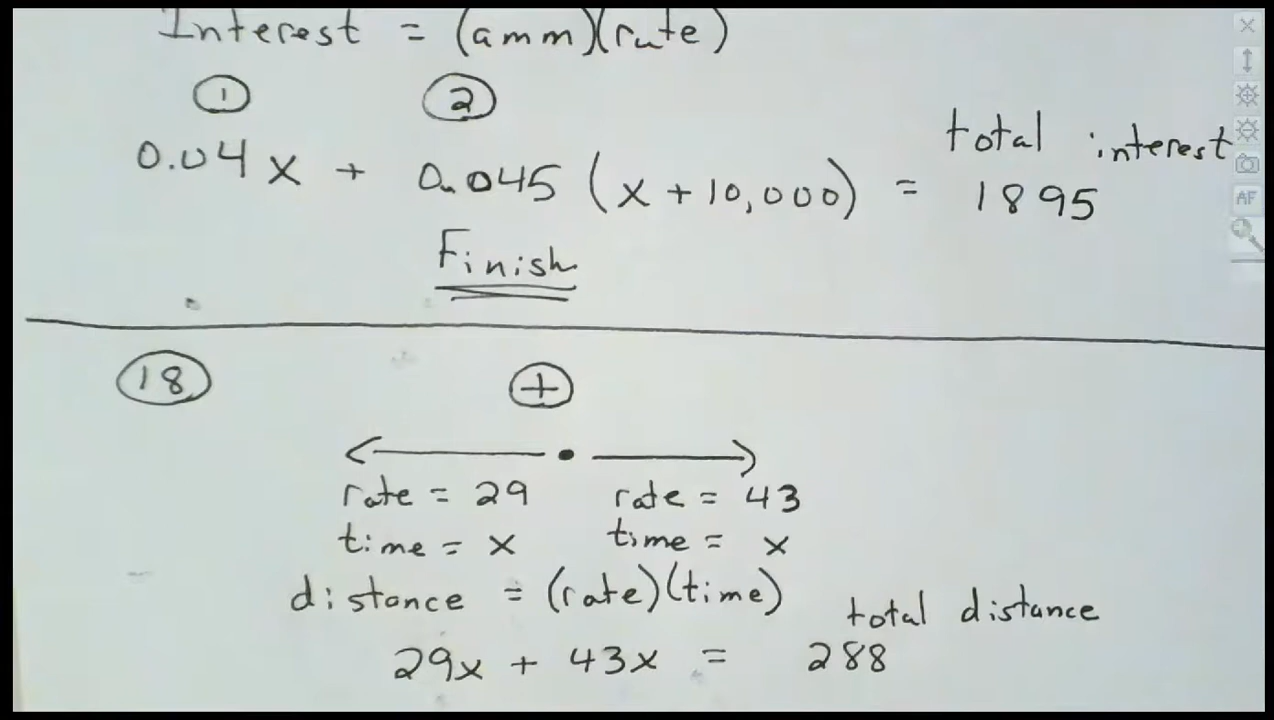 Interest = (amm)(rate)
① ②
0.04x + 0.045 (x + 10,000) = total interest 1895
Finish
⑱ +
rate = 29 rate = 43
time = x time = x
distance = (rate)(time) total distance
29x + 43x = 288
AF